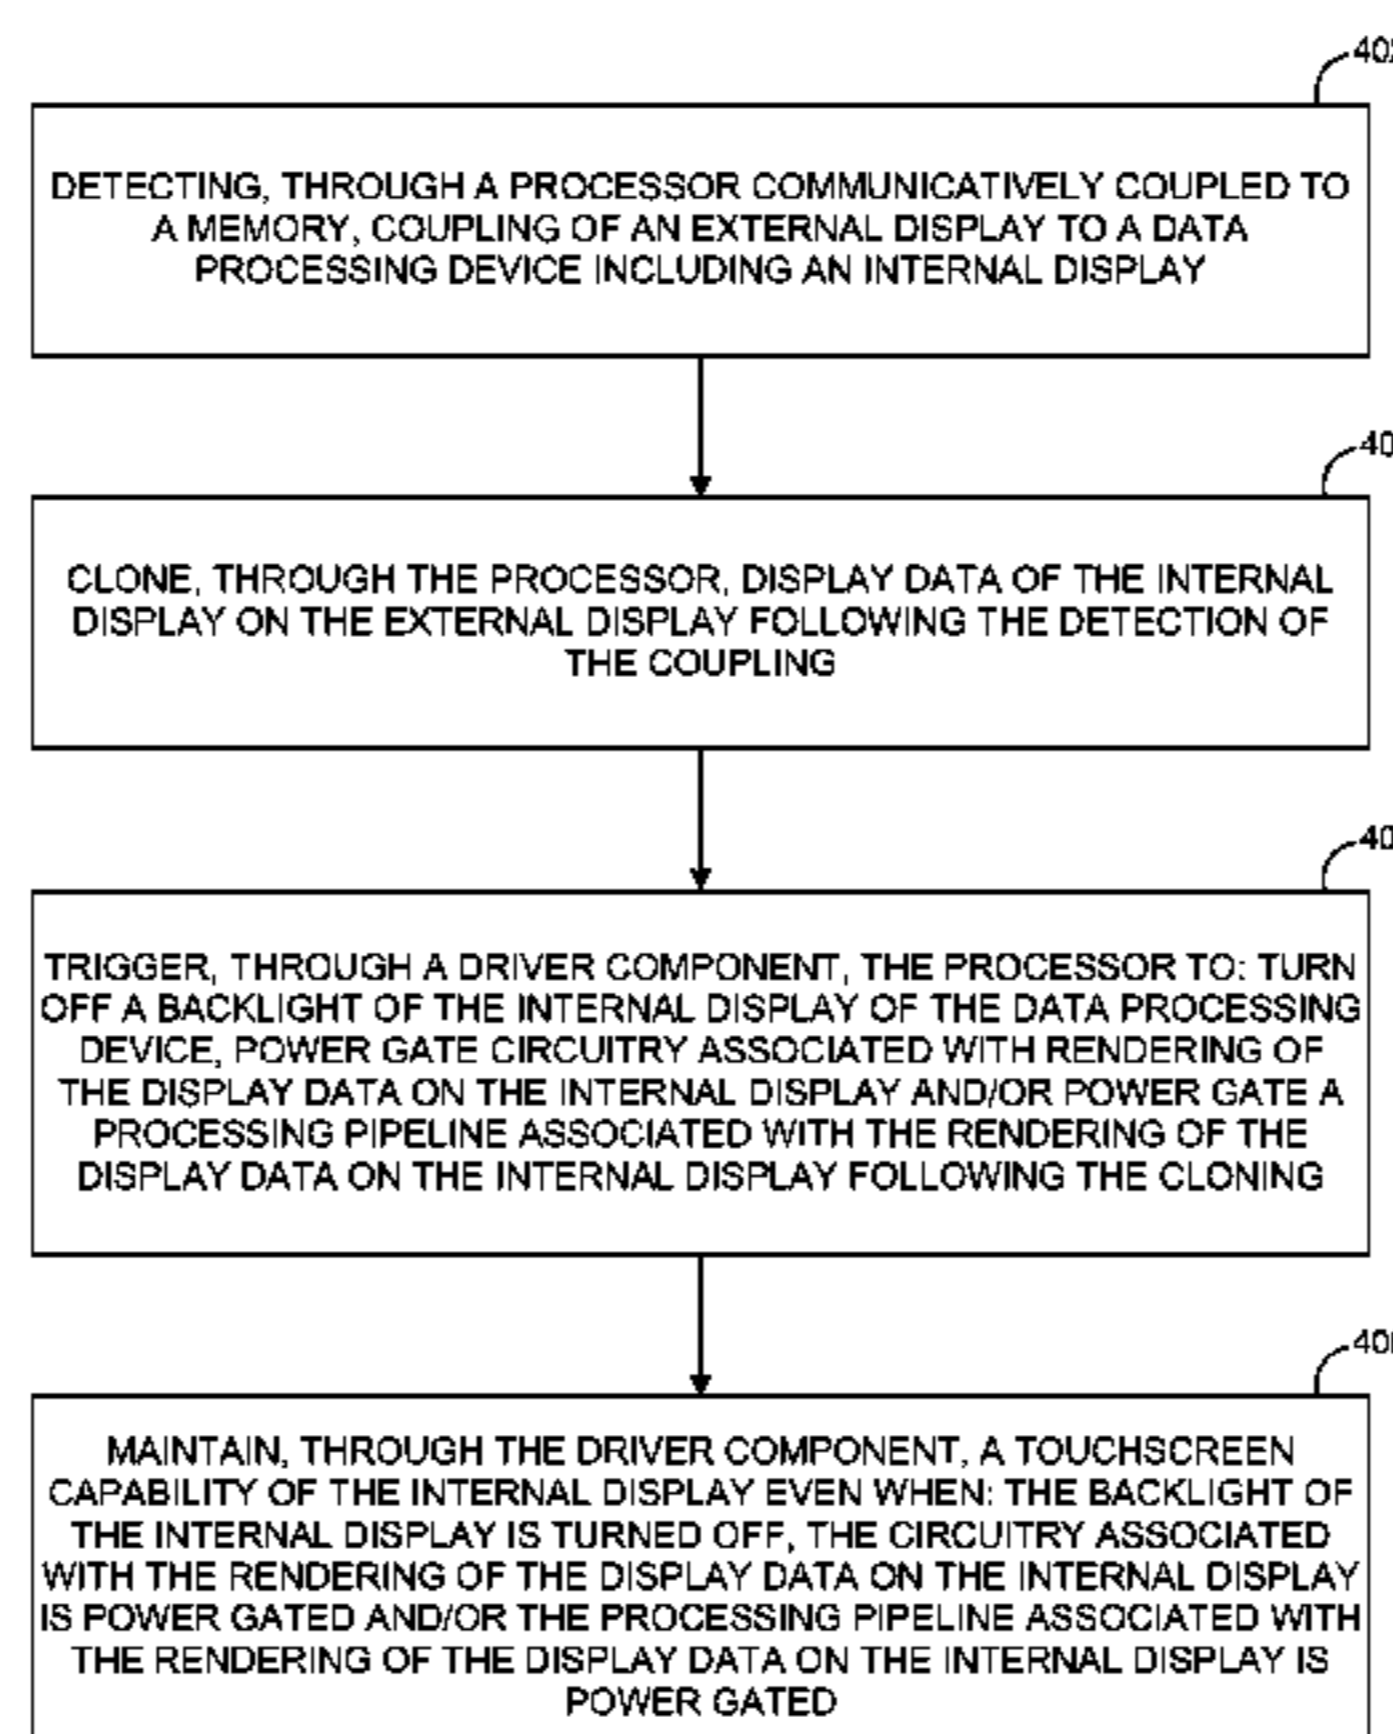 402
DETECTING, THROUGH A PROCESSOR COMMUNICATIVELY COUPLED TO
A MEMORY, COUPLING OF AN EXTERNAL DISPLAY TO A DATA
PROCESSING DEVICE INCLUDING AN INTERNAL DISPLAY
40
CLONE, THROUGH THE PROCESSOR, DISPLAY DATA OF THE INTERNAL
DISPLAY ON THE EXTERNAL DISPLAY FOLLOWING THE DETECTION OF
THE COUPLING
40
TRIGGER, THROUGH A DRIVER COMPONENT, THE PROCESSOR TO: TURN
OFF A BACKLIGHT OF THE INTERNAL DISPLAY OF THE DATA PROCESSING
DEVICE, POWER GATE CIRCUITRY ASSOCIATED WITH RENDERING OF
THE DISPLAY DATA ON THE INTERNAL DISPLAY AND/OR POWER GATE A
PROCESSING PIPELINE ASSOCIATED WITH THE RENDERING OF THE
DISPLAY DATA ON THE INTERNAL DISPLAY FOLLOWING THE CLONING
MAINTAIN, THROUGH THE DRIVER COMPONENT, A TOUCHSCREEN
CAPABILITY OF THE INTERNAL DISPLAY EVEN WHEN: THE BACKLIGHT OF
THE INTERNAL DISPLAY IS TURNED OFF, THE CIRCUITRY ASSOCIATED
WITH THE RENDERING OF THE DISPLAY DATA ON THE INTERNAL DISPLAY
IS POWER GATED AND/OR THE PROCESSING PIPELINE ASSOCIATED WITH
THE RENDERING OF THE DISPLAY DATA ON THE INTERNAL DISPLAY IS
POWER GATED